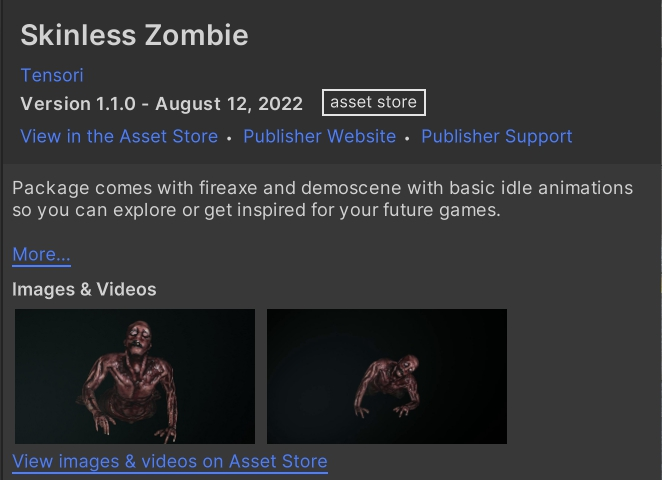 Skinless Zombie
Tensori
Version 1.1.0 - August 12, 2022 asset store
View in the Asset Store • Publisher Website • Publisher Support
Package comes with fireaxe and demoscene with basic idle animations
so you can explore or get inspired for your future games.
More...
Images & Videos
View images & videos on Asset Store